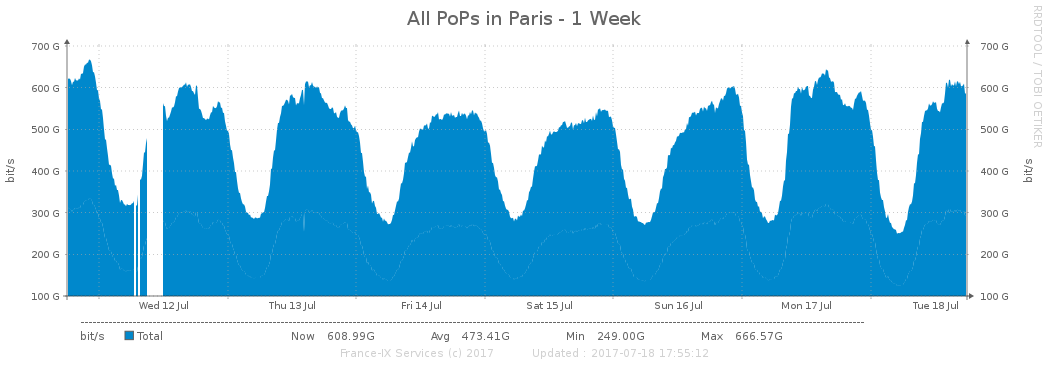 All PoPs in Paris - 1 Week
RRDTOOL / TOBI OETIKER
700 G 700 G
600 G 600 G
500 G 500 G
400 G 400 G
300 G 300 G
200 G 200 G
100 G 100 G
bit/s bit/s
Wed 12 Jul Thu 13 Jul Fri 14 Jul Sat 15 Jul Sun 16 Jul Mon 17 Jul Tue 18 Jul
bit/s Total Now 608.99G Avg 473.41G Min 249.00G Max 666.57G
France-IX Services (c) 2017 Updated : 2017-07-18 17:55:12